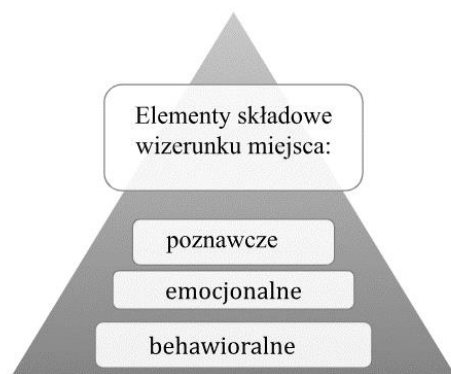 Elementy składowe
wizerunku miejsca:
poznawcze
emocjonalne
behawioralne